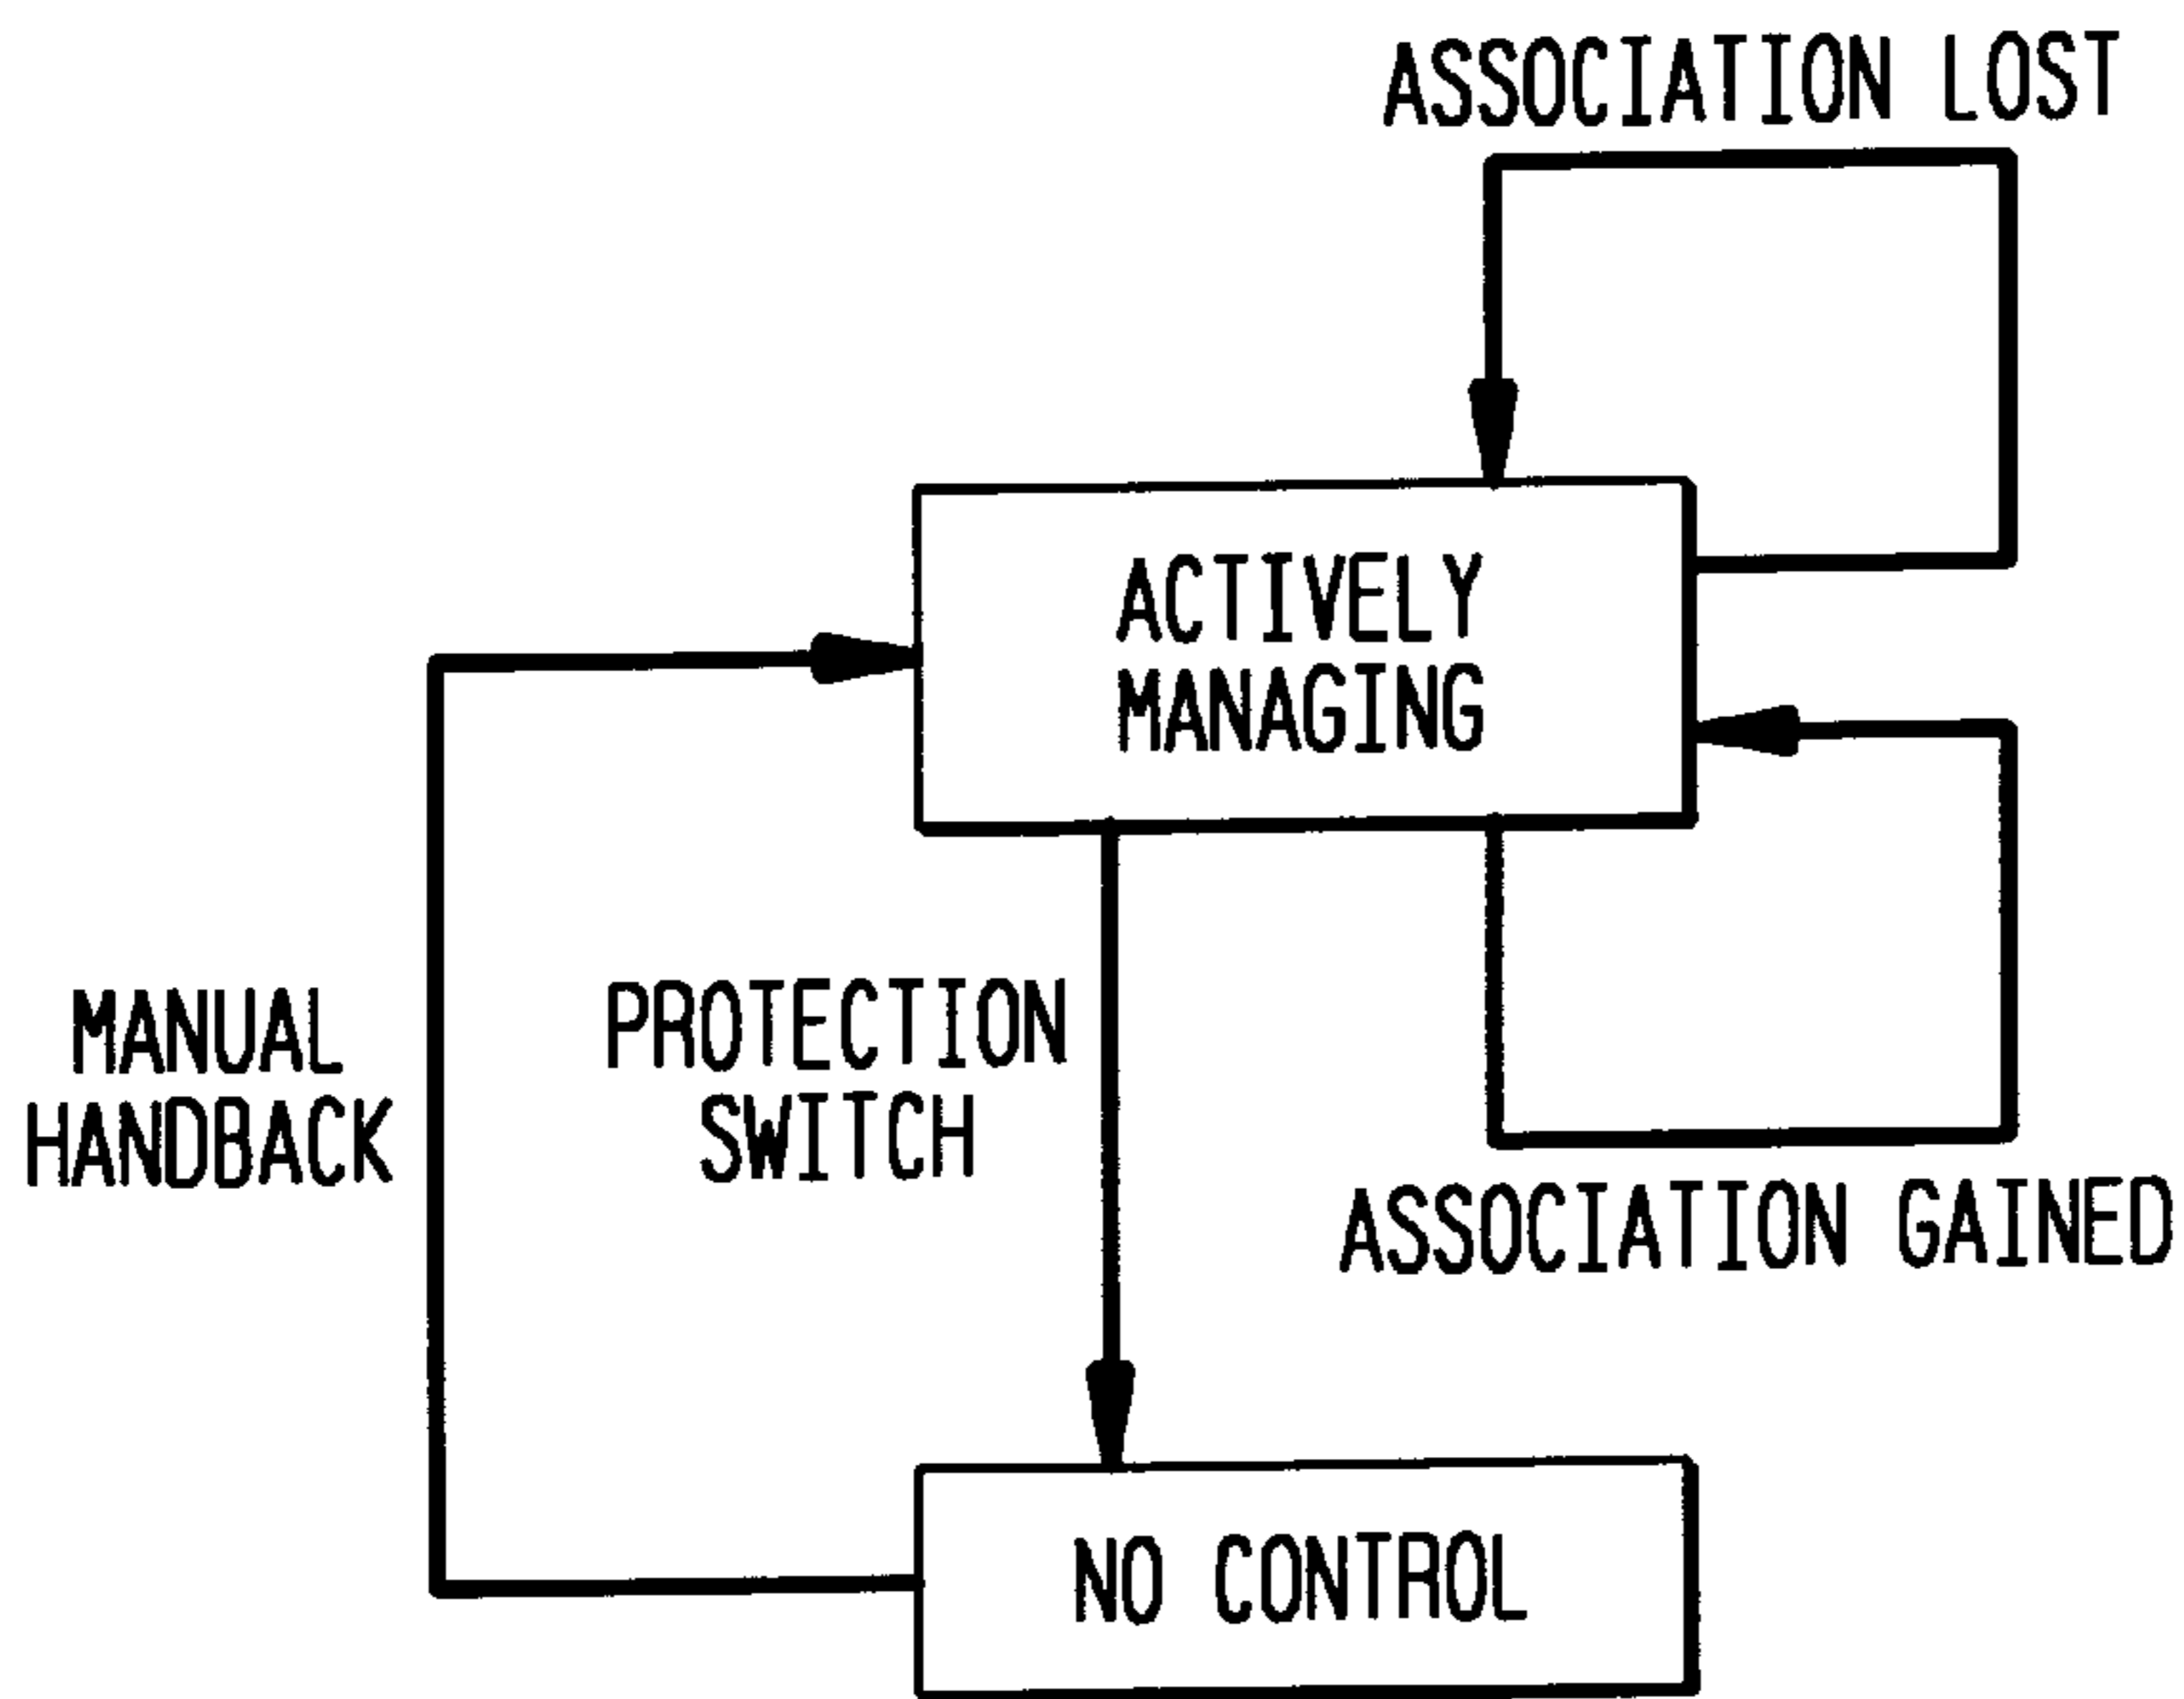 ASSOCIATION LOST
ACTIVELY
MANAGING
MANUAL
HANDBACK
PROTECTION
SWITCH
ASSOCIATION GAINED
NO CONTROL